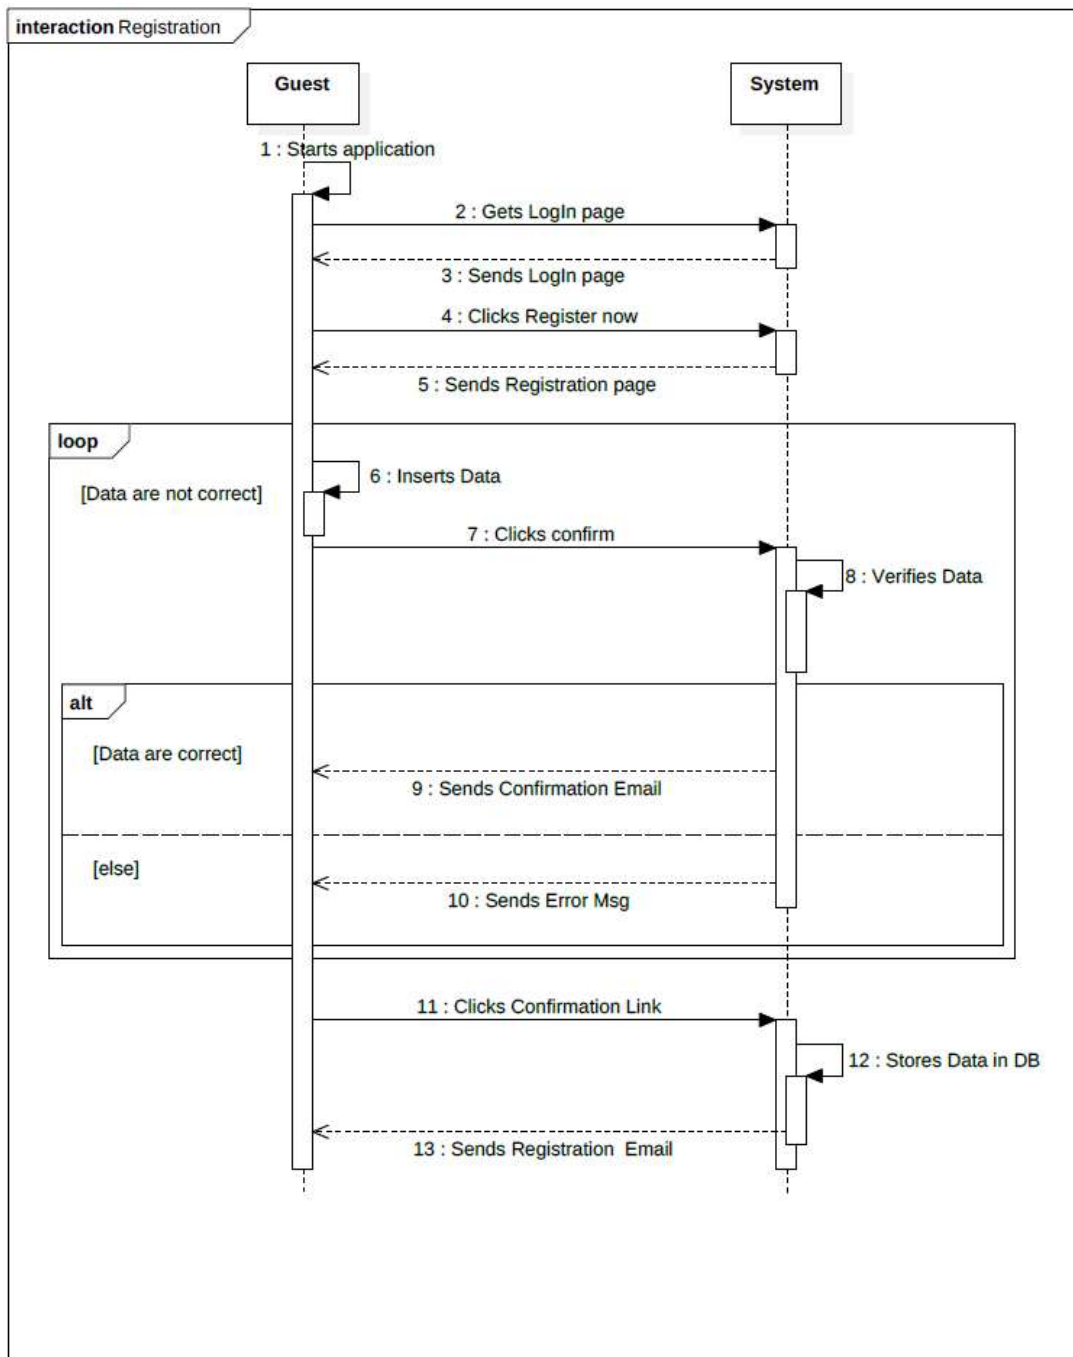 interaction Registration
Guest
System
1 : Starts application
2 : Gets LogIn page
3 : Sends LogIn page
4 : Clicks Register now
5 : Sends Registration page
loop
[Data are not correct]
6 : Inserts Data
7 : Clicks confirm
8 : Verifies Data
alt
[Data are correct]
9 : Sends Confirmation Email
[else]
10 : Sends Error Msg
11 : Clicks Confirmation Link
12 : Stores Data in DB
13 : Sends Registration  Email